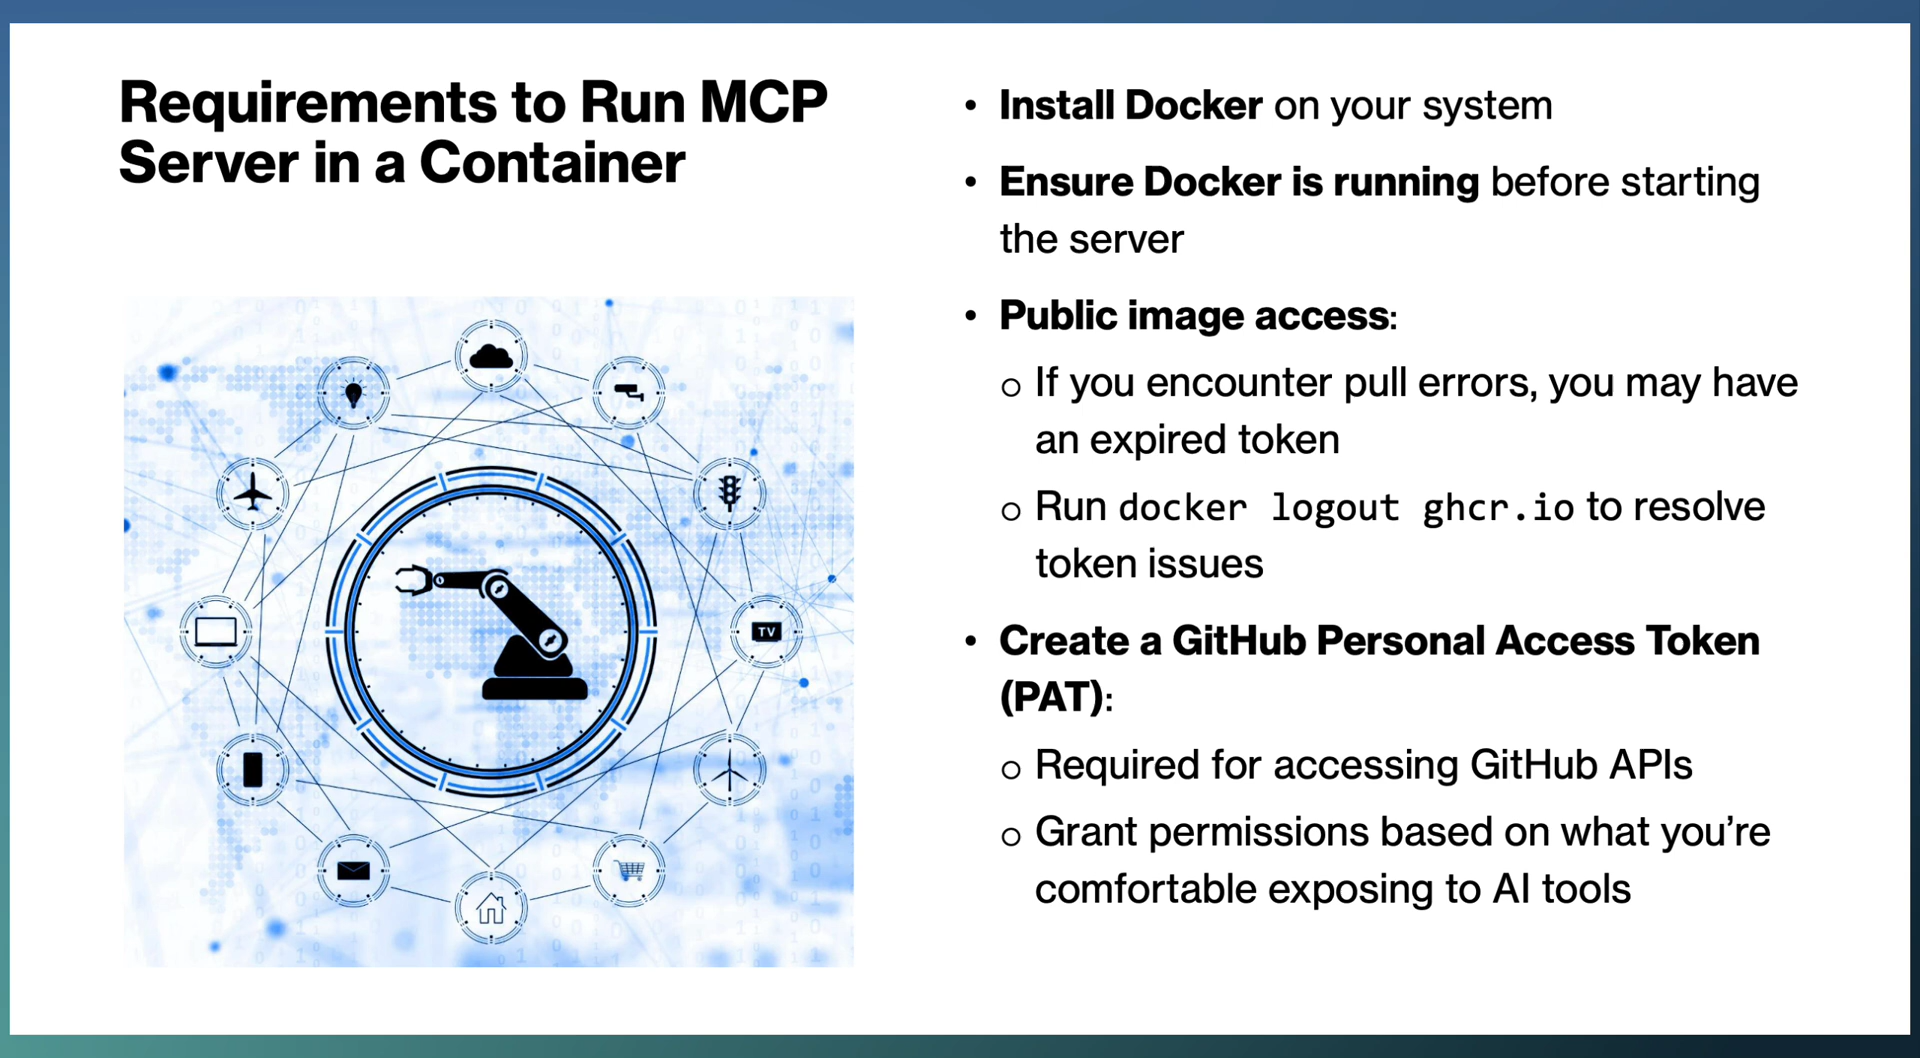 Requirements to Run MCP
Server in a Container
• Install Docker on your system
• Ensure Docker is running before starting
the server
• Public image access:
○ If you encounter pull errors, you may have
an expired token
○ Run docker logout ghcr.io to resolve
token issues
• Create a GitHub Personal Access Token
(PAT):
○ Required for accessing GitHub APIs
○ Grant permissions based on what you’re
comfortable exposing to AI tools
TV